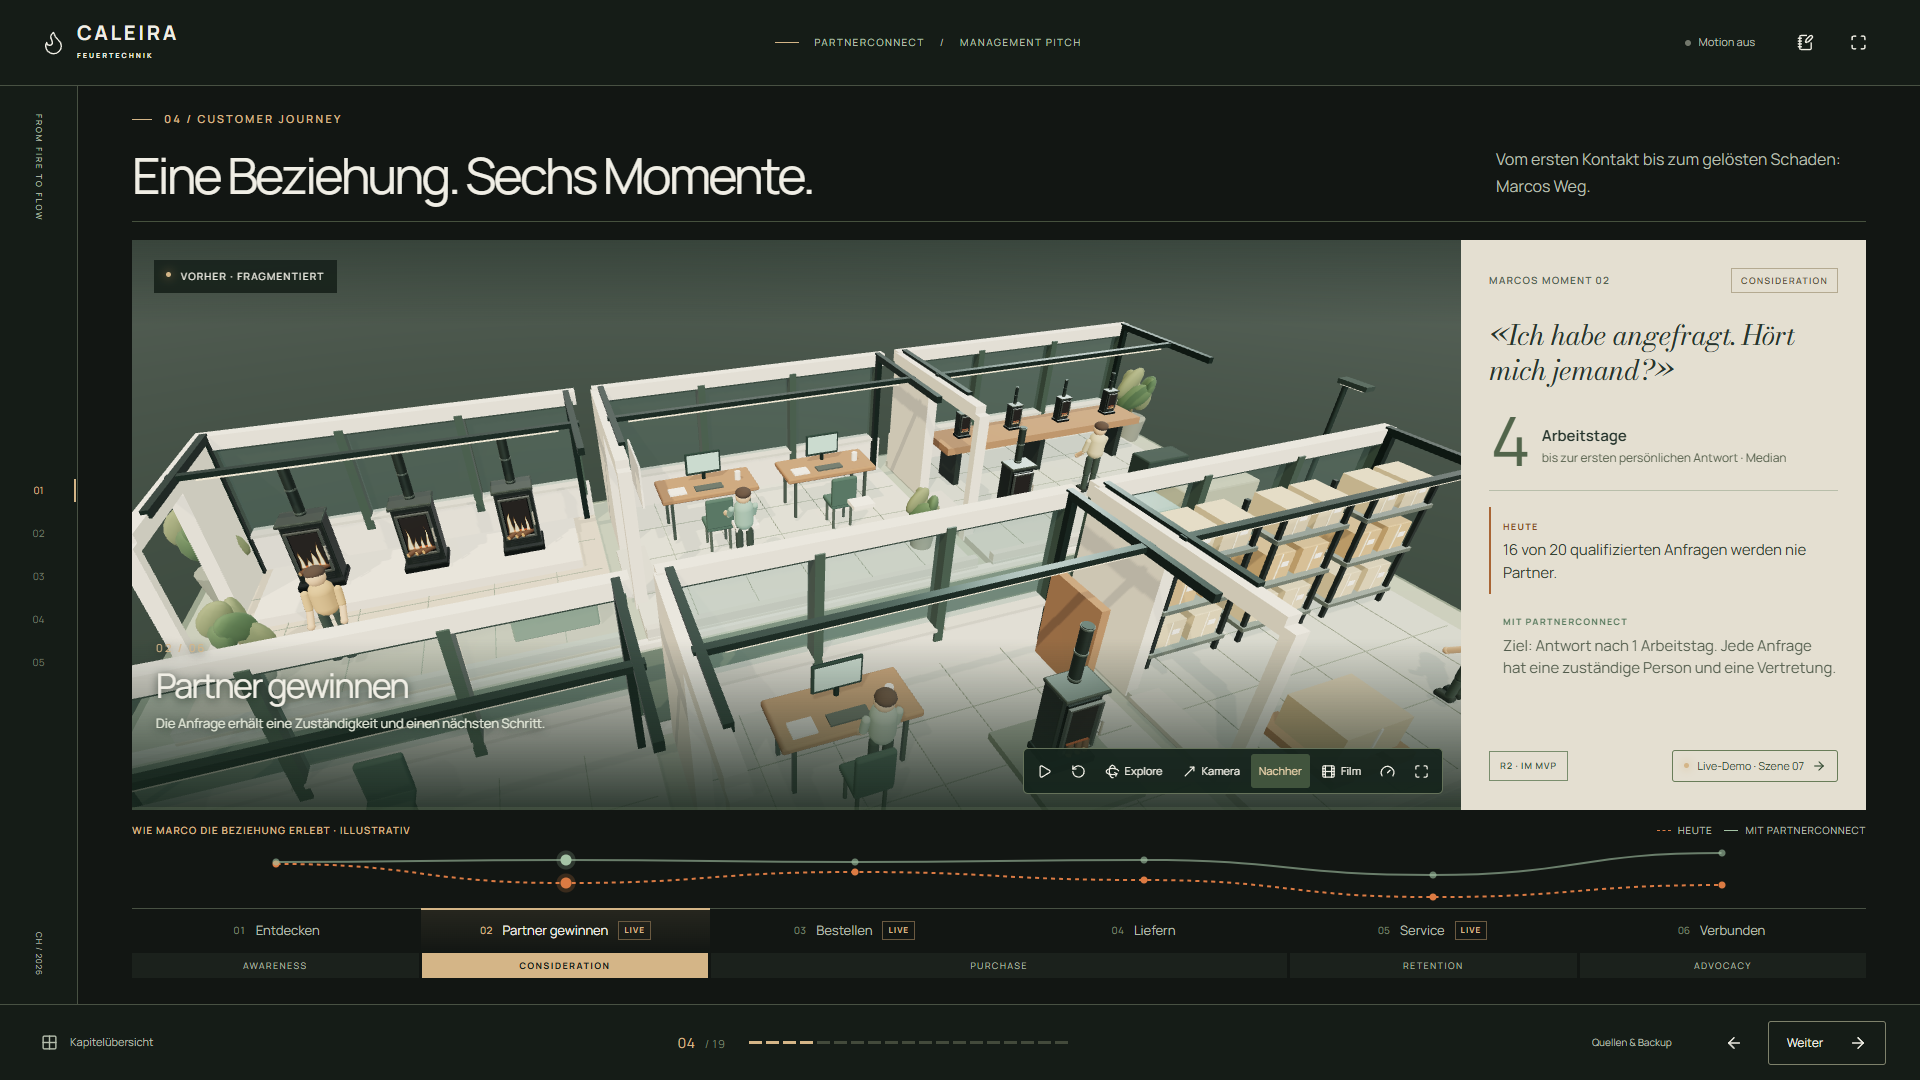 CALEIRA
FEUERTECHNIK
PARTNERCONNECT / MANAGEMENT PITCH
Motion aus
FROM FIRE TO FLOW
01
02
03
04
05
CH / 2026
04 / CUSTOMER JOURNEY
Eine Beziehung. Sechs Momente.
Vom ersten Kontakt bis zum gelösten Schaden:
Marcos Weg.
VORHER · FRAGMENTIERT
Partner gewinnen
Die Anfrage erhält eine Zuständigkeit und einen nächsten Schritt.
Explore
Kamera
Nachher
Film
MARCOS MOMENT 02
CONSIDERATION
«Ich habe angefragt. Hört
mich jemand?»
4
Arbeitstage
bis zur ersten persönlichen Antwort · Median
HEUTE
16 von 20 qualifizierten Anfragen werden nie
Partner.
MIT PARTNERCONNECT
Ziel: Antwort nach 1 Arbeitstag. Jede Anfrage
hat eine zuständige Person und eine Vertretung.
R2 · IM MVP
Live-Demo · Szene 07
WIE MARCO DIE BEZIEHUNG ERLEBT · ILLUSTRATIV
HEUTE
MIT PARTNERCONNECT
01 Entdecken
02 Partner gewinnen LIVE
03 Bestellen LIVE
04 Liefern
05 Service LIVE
06 Verbunden
AWARENESS
CONSIDERATION
PURCHASE
RETENTION
ADVOCACY
Kapitelübersicht
04 / 19
Quellen & Backup
Weiter